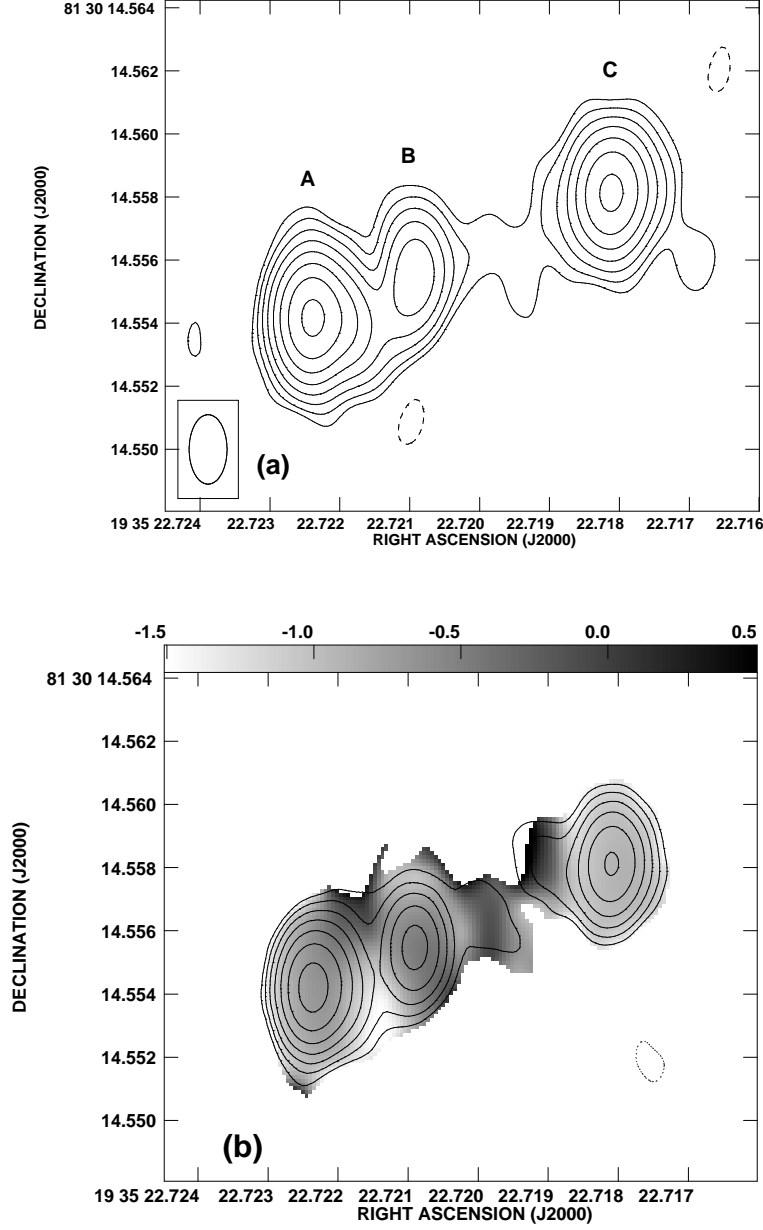 81 30 14.564
14.562
14.560
14.558
14.556
14.554
14.552
14.550
DECLINATION (J2000)
A
B
C
(a)
19 35 22.724 22.723 22.722 22.721 22.720 22.719 22.718 22.717 22.716
RIGHT ASCENSION (J2000)
-1.5 -1.0 -0.5 0.0 0.5
81 30 14.564
14.562
14.560
14.558
14.556
14.554
14.552
14.550
DECLINATION (J2000)
(b)
19 35 22.724 22.723 22.722 22.721 22.720 22.719 22.718 22.717
RIGHT ASCENSION (J2000)